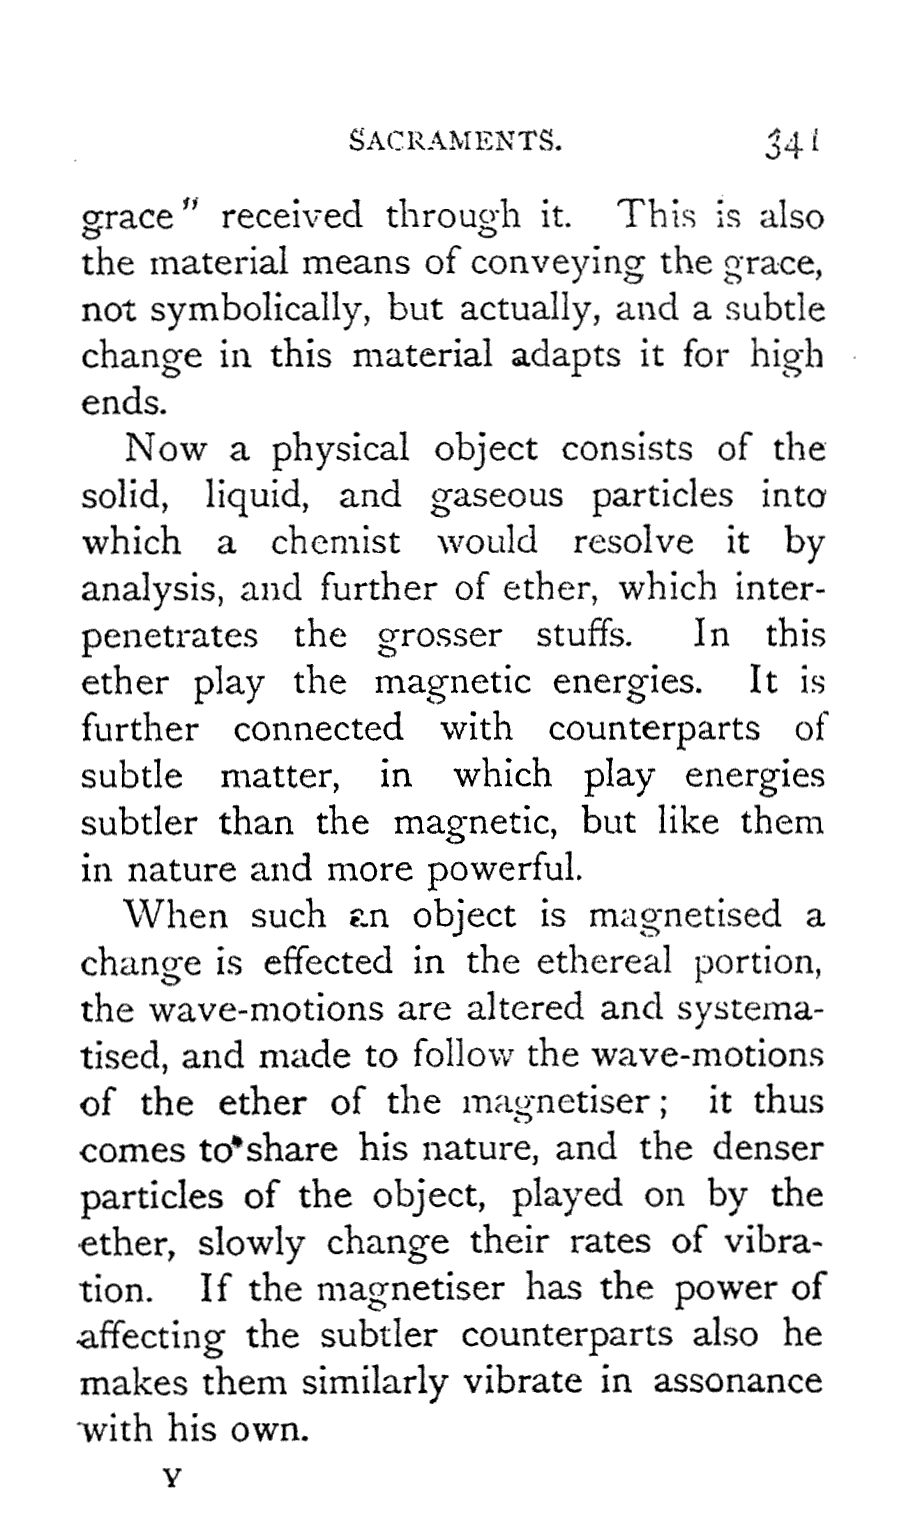 SACRAMENTS. 341
grace" received through it. This is also
the material means of conveying the grace,
not symbolically, but actually, and a subtle
change in this material adapts it for high
ends.
Now a physical object consists of the
solid, liquid, and gaseous particles into
which a chemist would resolve it by
analysis, and further of ether, which inter-
penetrates the grosser stuffs. In this
ether play the magnetic energies. It is
further connected with counterparts of
subtle matter, in which play energies
subtler than the magnetic, but like them
in nature and more powerful.
When such an object is magnetised a
change is effected in the ethereal portion,
the wave-motions are altered and systema-
tised, and made to follow the wave-motions
of the ether of the magnetiser; it thus
comes to share his nature, and the denser
particles of the object, played on by the
ether, slowly change their rates of vibra-
tion. If the magnetiser has the power of
affecting the subtler counterparts also he
makes them similarly vibrate in assonance
with his own.
Y